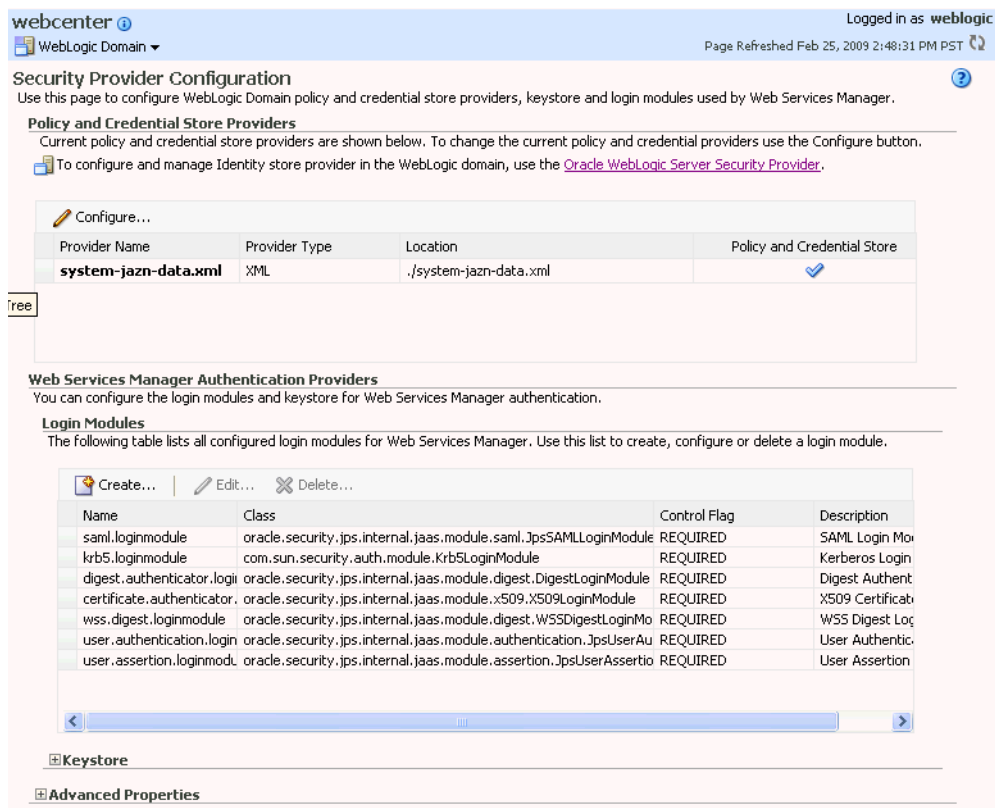 webcenter
Logged in as weblogic
WebLogic Domain
Page Refreshed Feb 25, 2009 2:48:31 PM PST
Security Provider Configuration
Use this page to configure WebLogic Domain policy and credential store providers, keystore and login modules used by Web Services Manager.
Policy and Credential Store Providers
Current policy and credential store providers are shown below. To change the current policy and credential providers use the Configure button.
To configure and manage Identity store provider in the WebLogic domain, use the Oracle WebLogic Server Security Provider.
Configure...
Provider Name Provider Type Location Policy and Credential Store
system-jazn-data.xml XML ./system-jazn-data.xml
Tree
Web Services Manager Authentication Providers
You can configure the login modules and keystore for Web Services Manager authentication.
Login Modules
The following table lists all configured login modules for Web Services Manager. Use this list to create, configure or delete a login module.
Create... Edit... Delete...
Name Class Control Flag Description
saml.loginmodule oracle.security.jps.internal.jaas.module.saml.JpsSAMLLoginModule REQUIRED SAML Login Mo
krb5.loginmodule com.sun.security.auth.module.Krb5LoginModule REQUIRED Kerberos Login
digest.authenticator.logi oracle.security.jps.internal.jaas.module.digest.DigestLoginModule REQUIRED Digest Authent
certificate.authenticator. oracle.security.jps.internal.jaas.module.x509.X509LoginModule REQUIRED X509 Certificat
wss.digest.loginmodule oracle.security.jps.internal.jaas.module.digest.WSSDigestLoginMo REQUIRED WSS Digest Log
user.authentication.login oracle.security.jps.internal.jaas.module.authentication.JpsUserAu REQUIRED User Authentic
user.assertion.loginmodu oracle.security.jps.internal.jaas.module.assertion.JpsUserAssertio REQUIRED User Assertion
Keystore
Advanced Properties